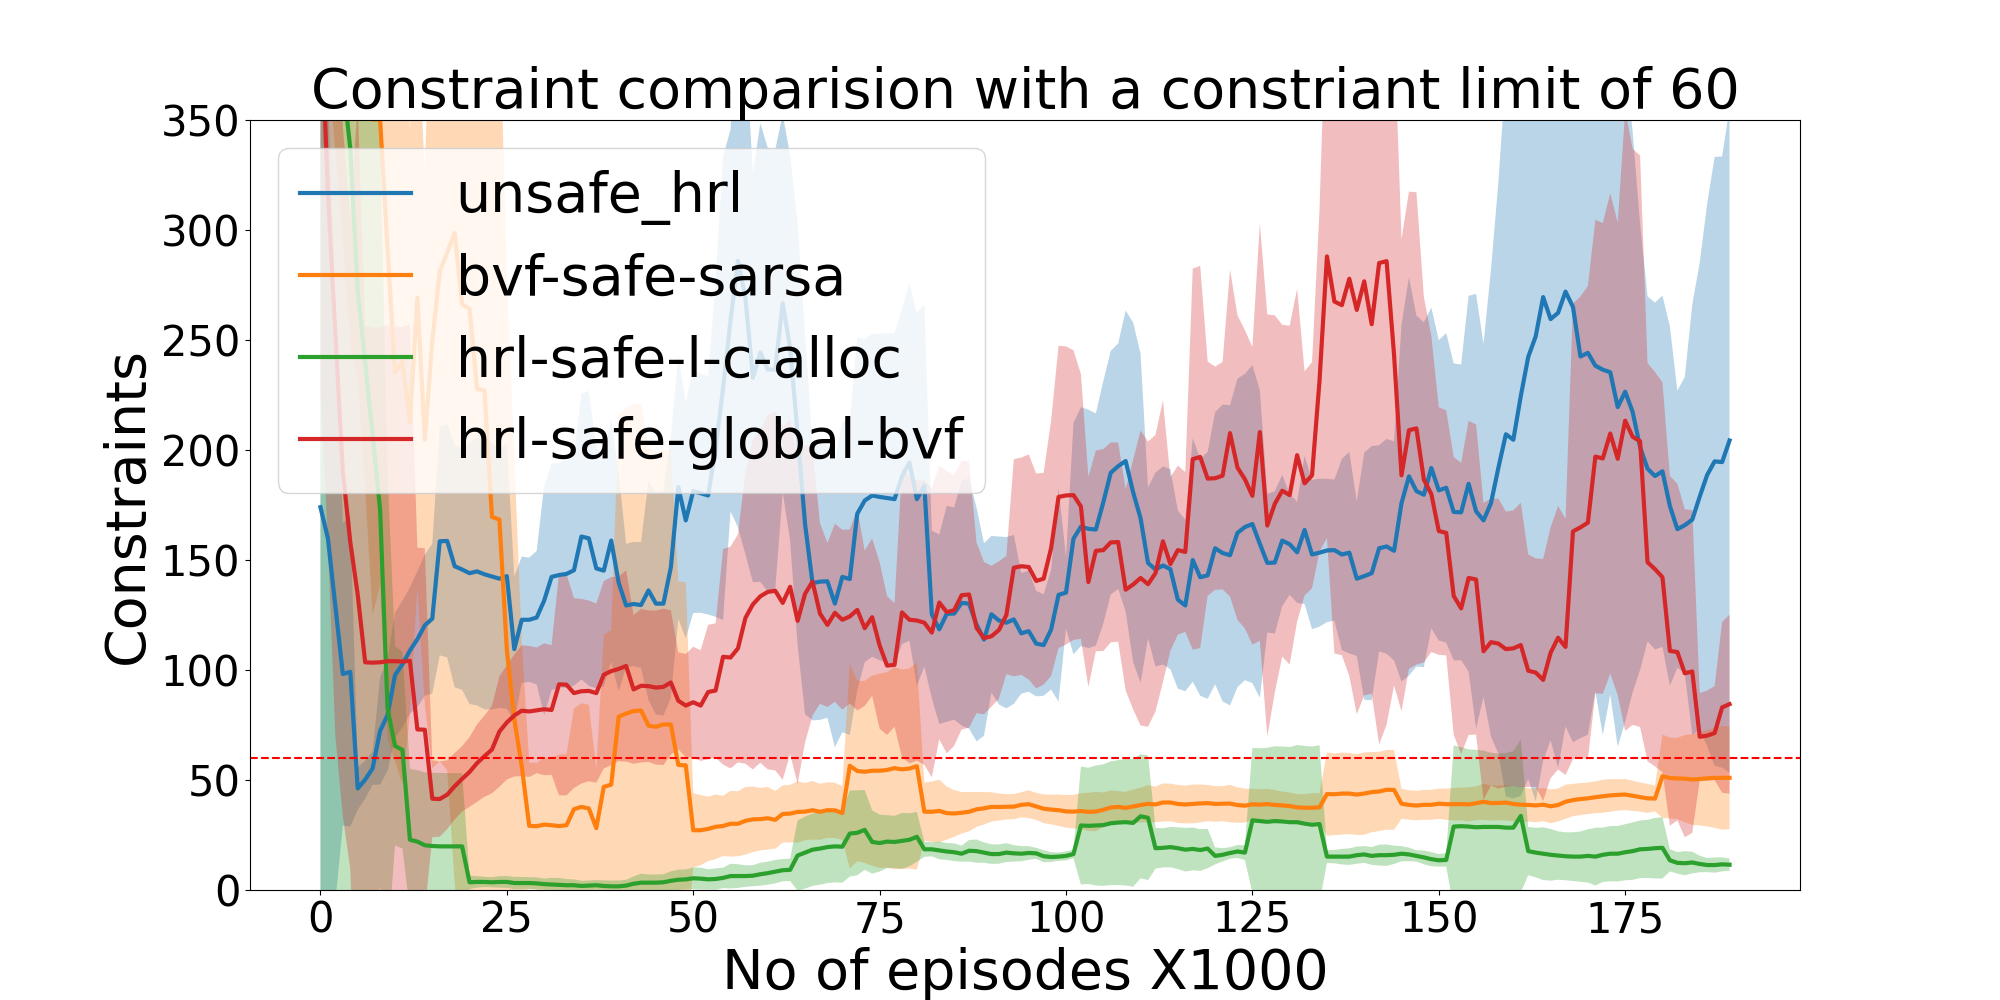 Constraint comparision with a constriant limit of 60
350
300
250
200
150
100
50
0
Constraints
unsafe_hrl
bvf-safe-sarsa
hrl-safe-l-c-alloc
hrl-safe-global-bvf
0 25 50 75 100 125 150 175
No of episodes X1000